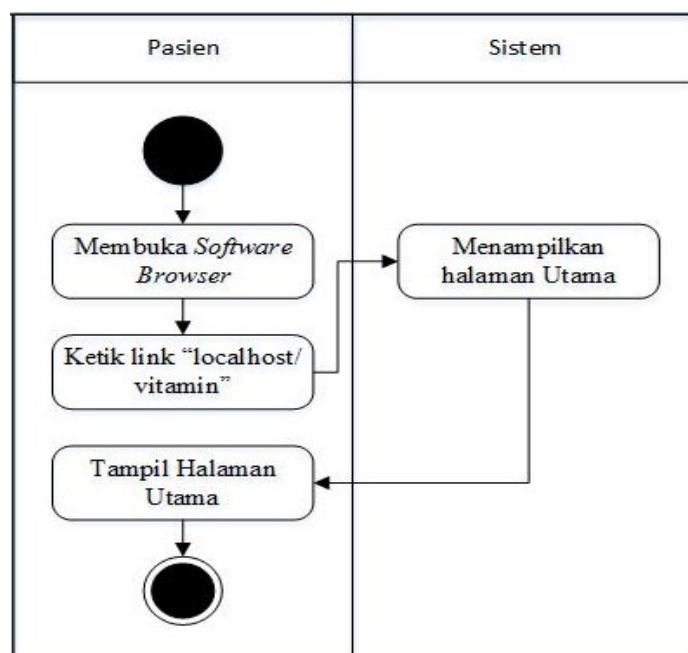 Pasien
Sistem
Membuka Software
Browser
Menampilkan
halaman Utama
Ketik link “localhost/
vitamin”
Tampil Halaman
Utama